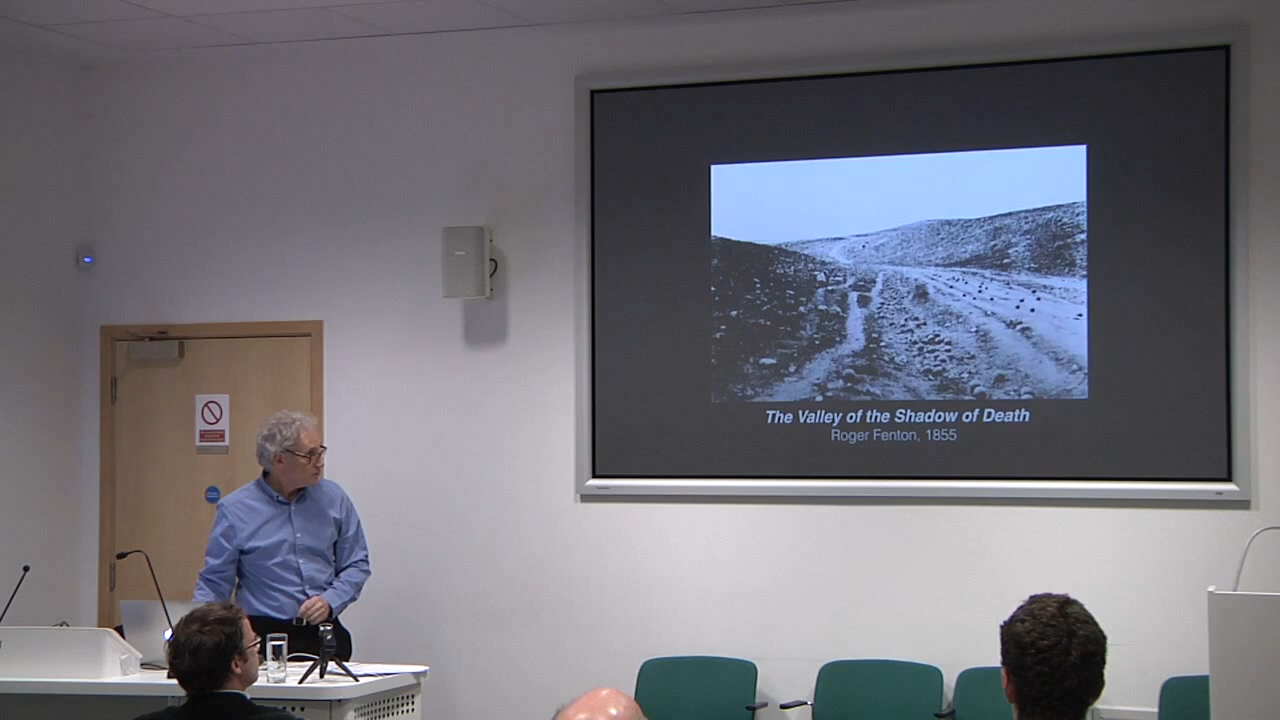 The Valley of the Shadow of Death
Roger Fenton, 1855